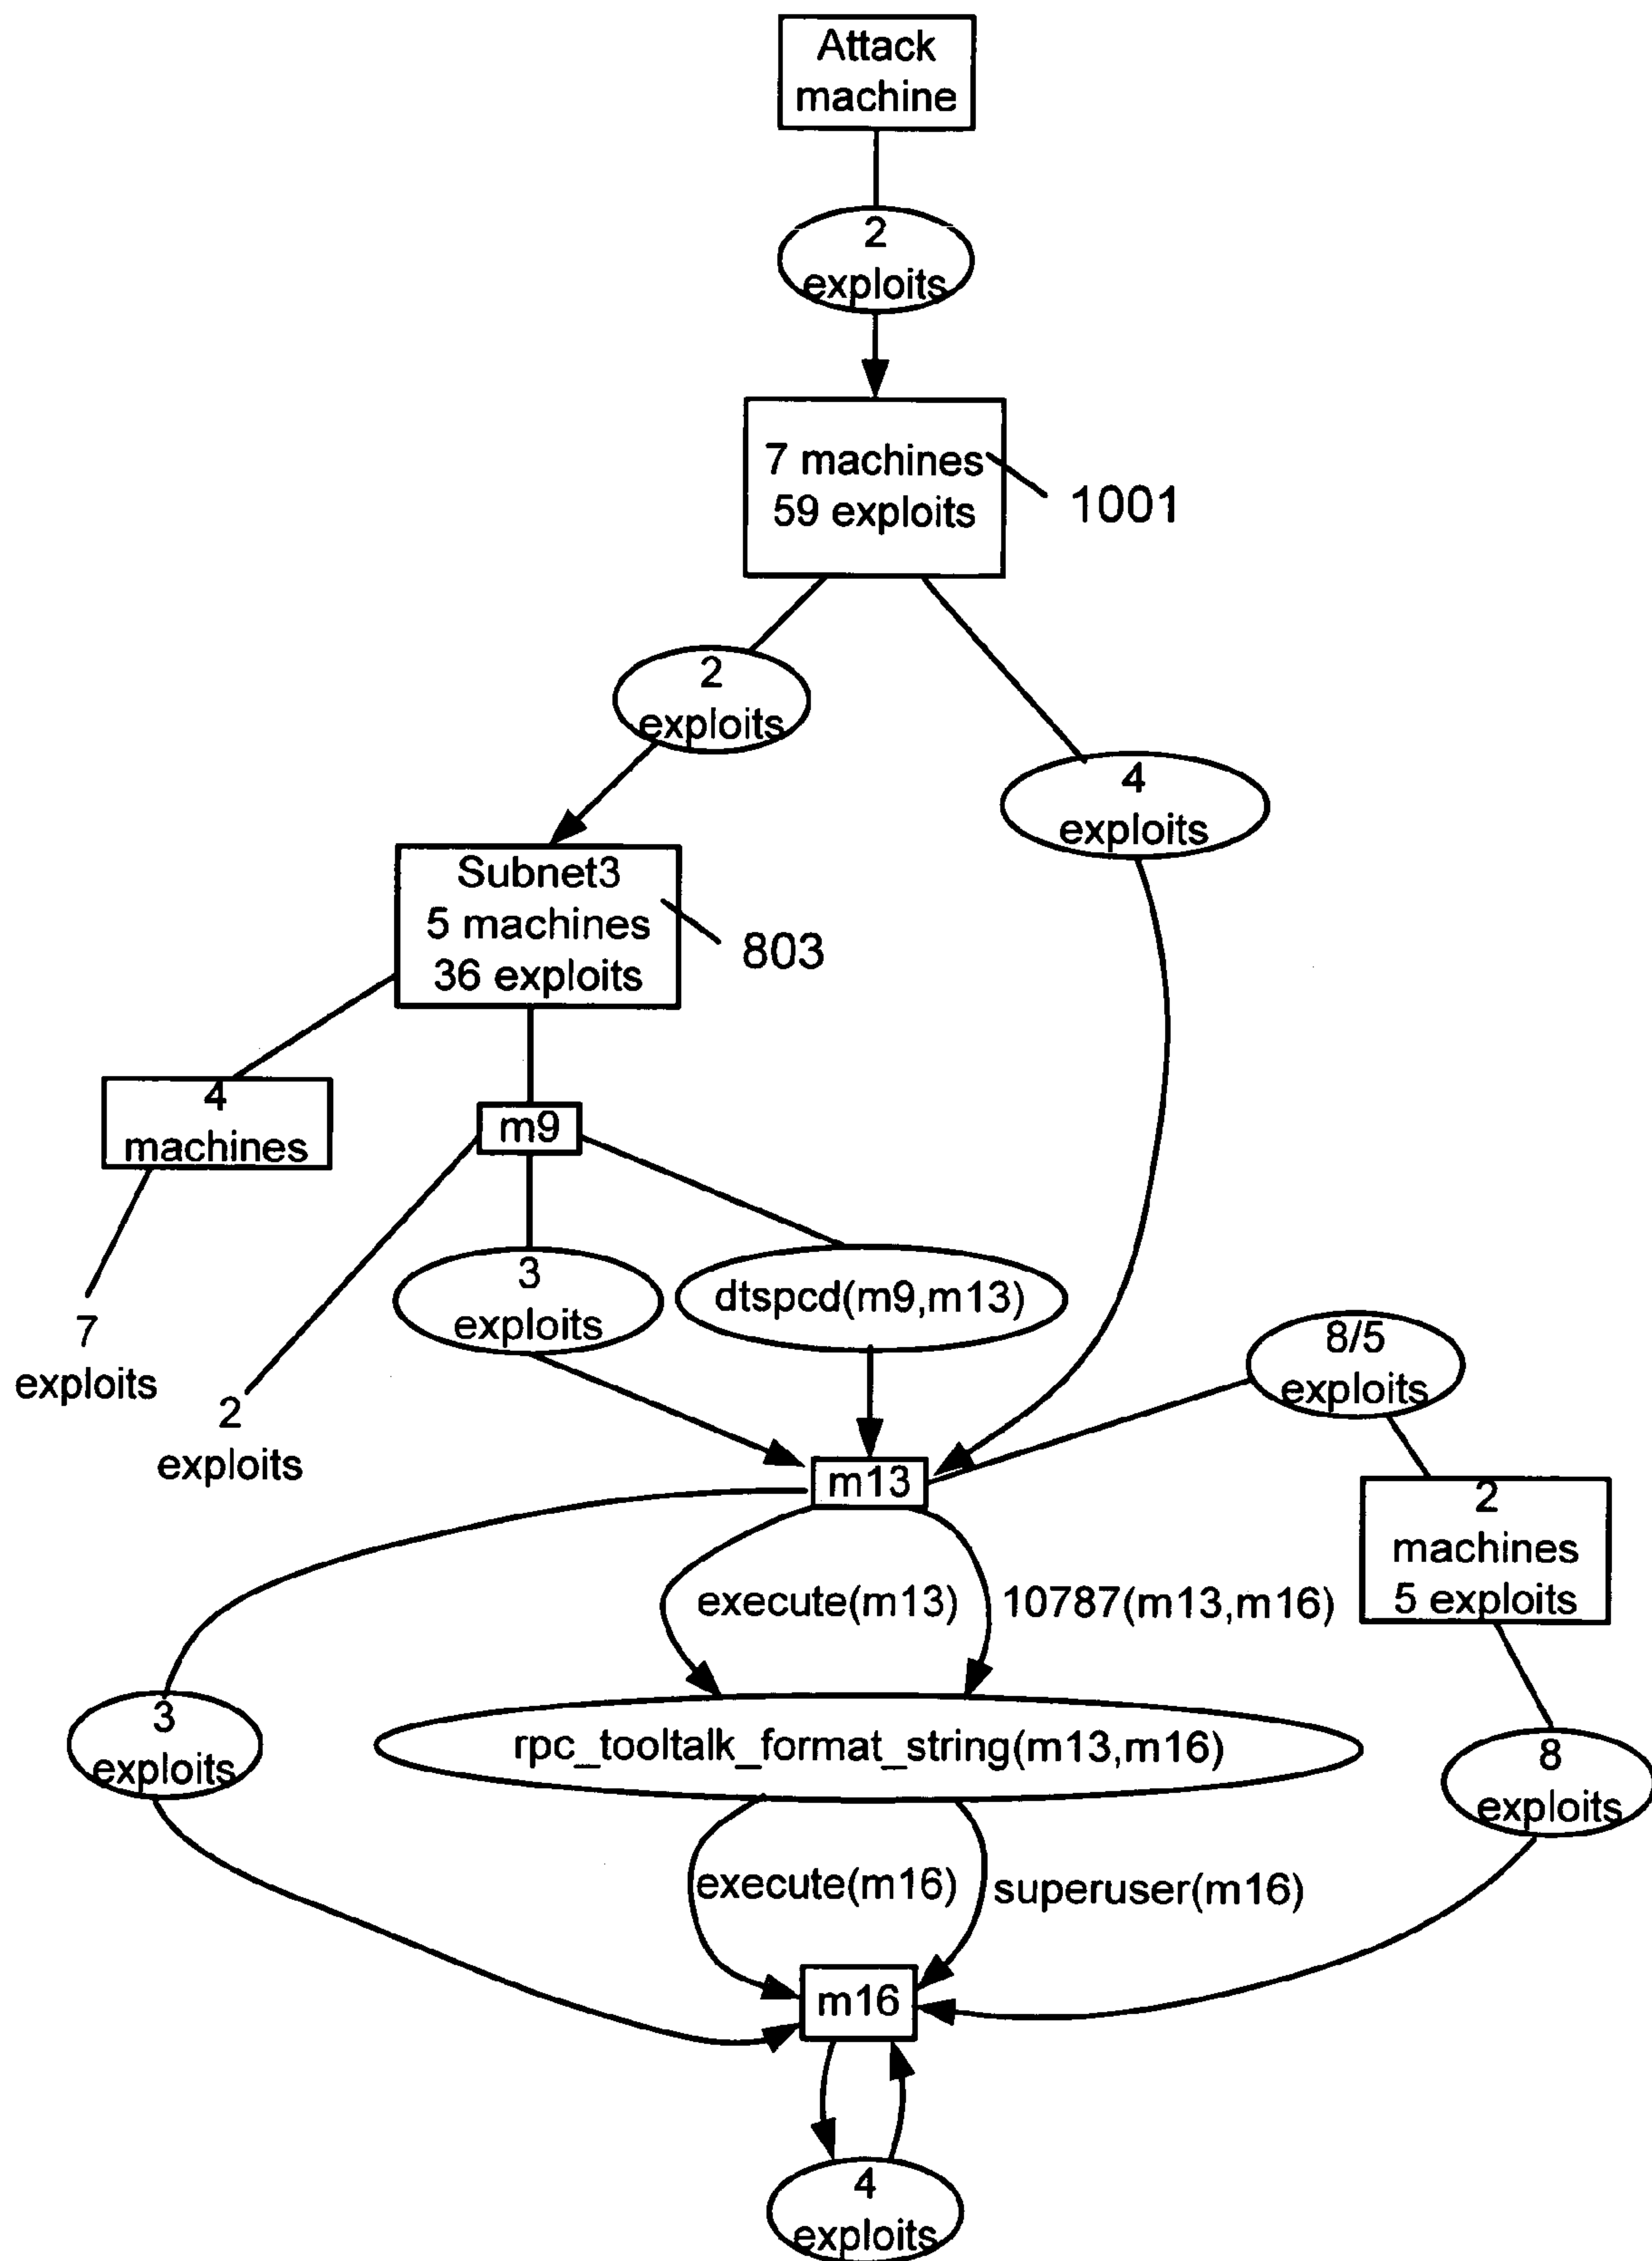 Attack
machine
2
exploits
7 machines
59 exploits
1001
2
exploits
4
exploits
Subnet3
5 machines
36 exploits
803
4
machines
m9
3
exploits
dtspcd(m9,m13)
7
exploits
2
exploits
8/5
exploits
m13
2
machines
5 exploits
execute(m13)
10787(m13,m16)
3
exploits
rpc_tooltalk_format_string(m13,m16)
8
exploits
execute(m16)
superuser(m16)
m16
4
exploits